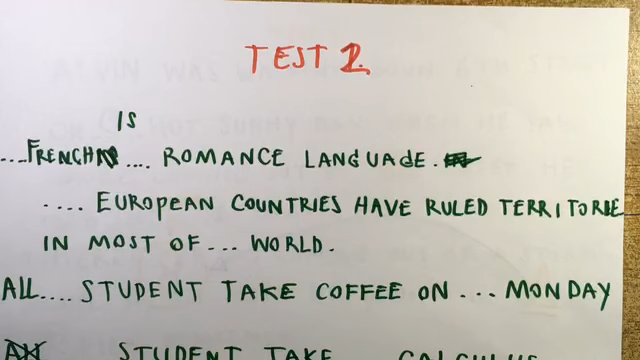 TEST 2
IS
....FRENCH .... ROMANCE LANGUAGE.
.... EUROPEAN COUNTRIES HAVE RULED TERRITORIE
IN MOST OF ... WORLD.
ALL.... STUDENT TAKE COFFEE ON ... MONDAY
STUDENT TAKE CALCULUS